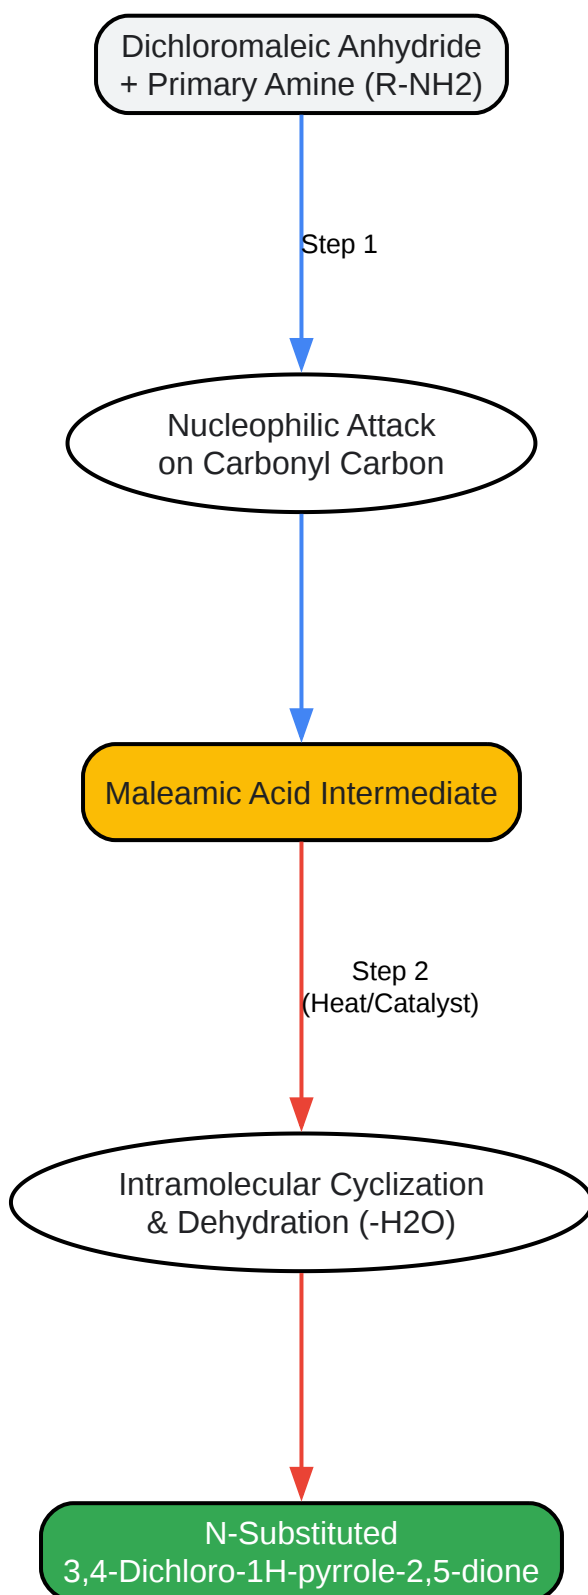 Dichloromaleic Anhydride
+ Primary Amine (R-NH2)
Step 1
Nucleophilic Attack
on Carbonyl Carbon
Maleamic Acid Intermediate
Step 2
(Heat/Catalyst)
Intramolecular Cyclization
& Dehydration (-H2O)
N-Substituted
3,4-Dichloro-1H-pyrrole-2,5-dione